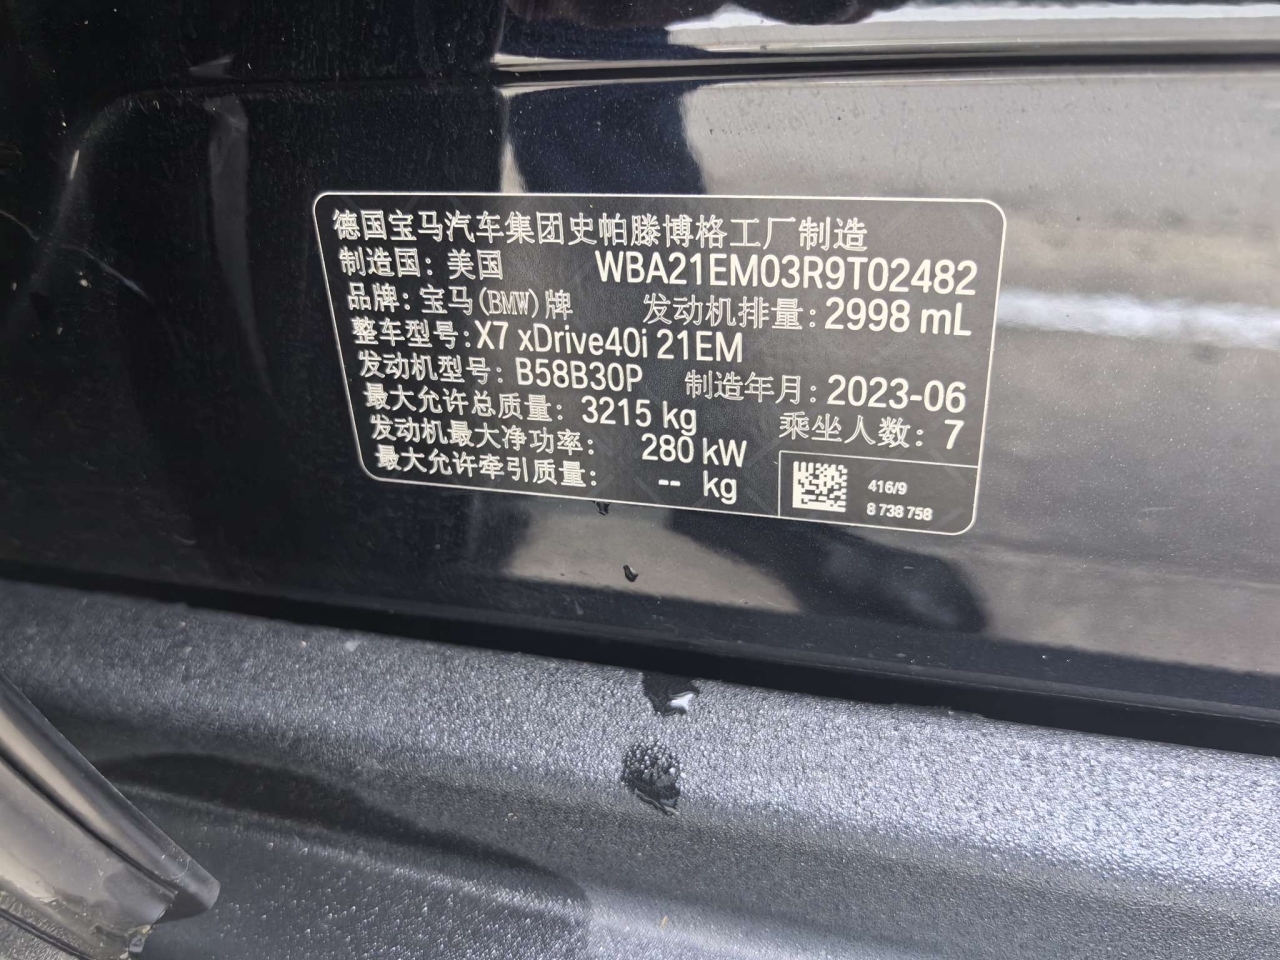 德国宝马汽车集团史帕滕博格工厂制造
制造国: 美国 WBA21EM03R9T02482
品牌: 宝马(BMW)牌 发动机排量: 2998 mL
整车型号: X7 xDrive40i 21EM
发动机型号: B58B30P 制造年月: 2023-06
最大允许总质量: 3215 kg 乘坐人数: 7
发动机最大净功率: 280 kW
最大允许牵引质量: -- kg
416/9
8 738 758